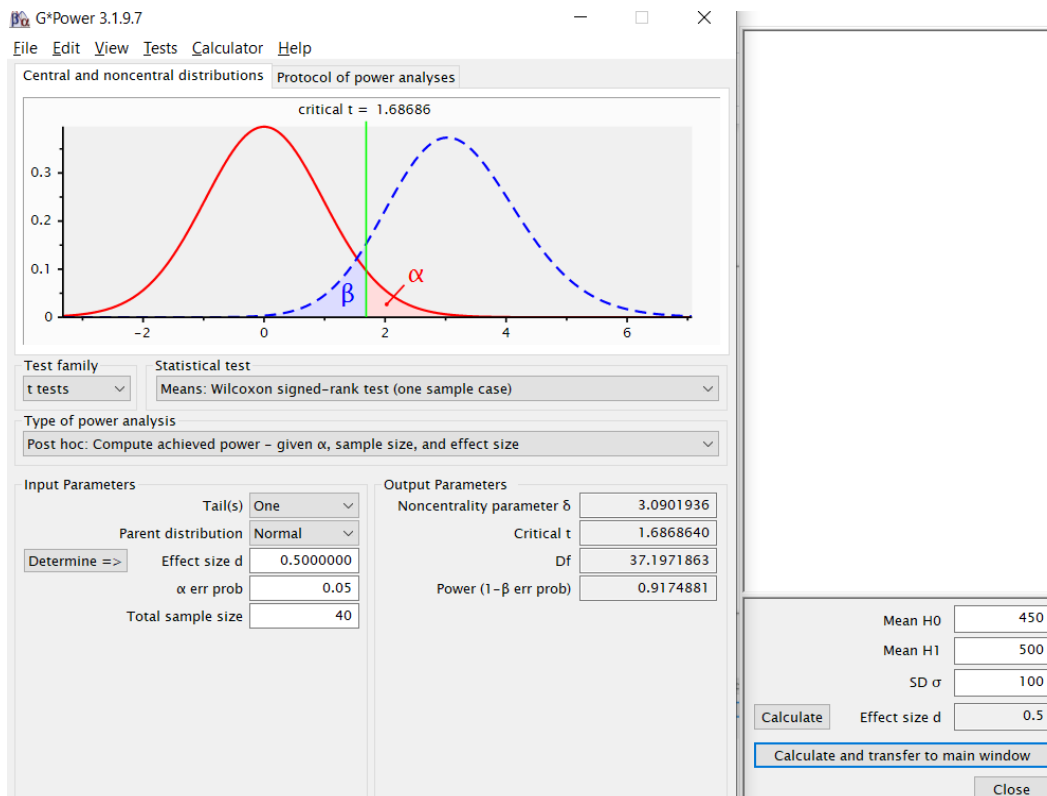 G*Power 3.1.9.7
File Edit View Tests Calculator Help
Central and noncentral distributions Protocol of power analyses
critical t = 1.68686
0.3
0.2
0.1
0
β
α
-2 0 2 4 6
Test family
t tests
Statistical test
Means: Wilcoxon signed-rank test (one sample case)
Type of power analysis
Post hoc: Compute achieved power – given α, sample size, and effect size
Input Parameters
Tail(s) One
Parent distribution Normal
Determine => Effect size d 0.5000000
α err prob 0.05
Total sample size 40
Output Parameters
Noncentrality parameter δ 3.0901936
Critical t 1.6868640
Df 37.1971863
Power (1-β err prob) 0.9174881
Mean H0 450
Mean H1 500
SD σ 100
Calculate Effect size d 0.5
Calculate and transfer to main window
Close